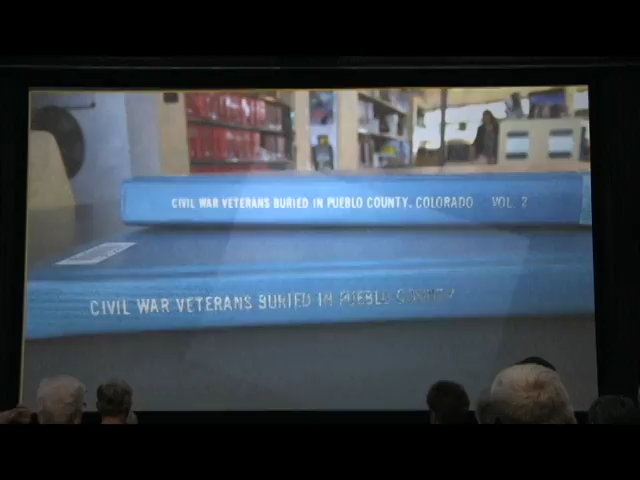 CIVIL WAR VETERANS BURIED IN PUEBLO COUNTY, COLORADO VOL. 2
CIVIL WAR VETERANS BURIED IN PUEBLO COUNTY